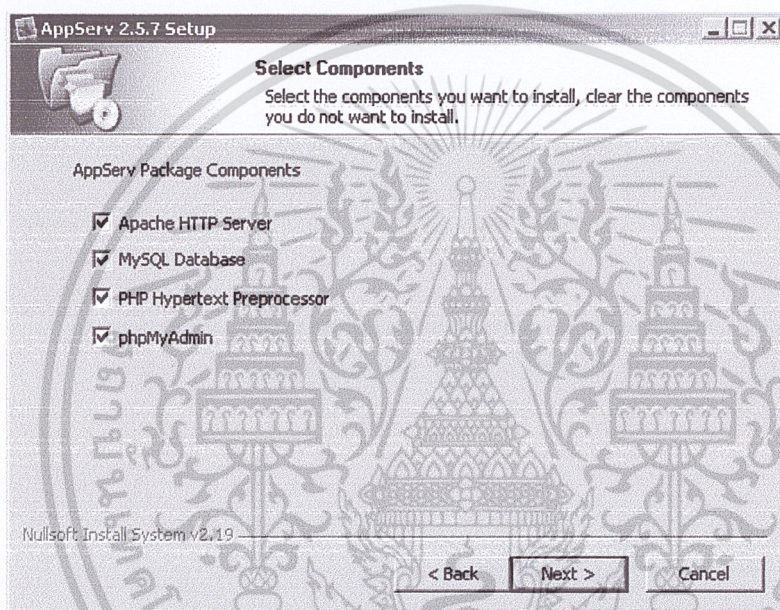 AppServ 2.5.7 Setup
Select Components
Select the components you want to install, clear the components
you do not want to install.
AppServ Package Components
Apache HTTP Server
MySQL Database
PHP Hypertext Preprocessor
phpMyAdmin
Nullsoft Install System v2.19
< Back
Next >
Cancel